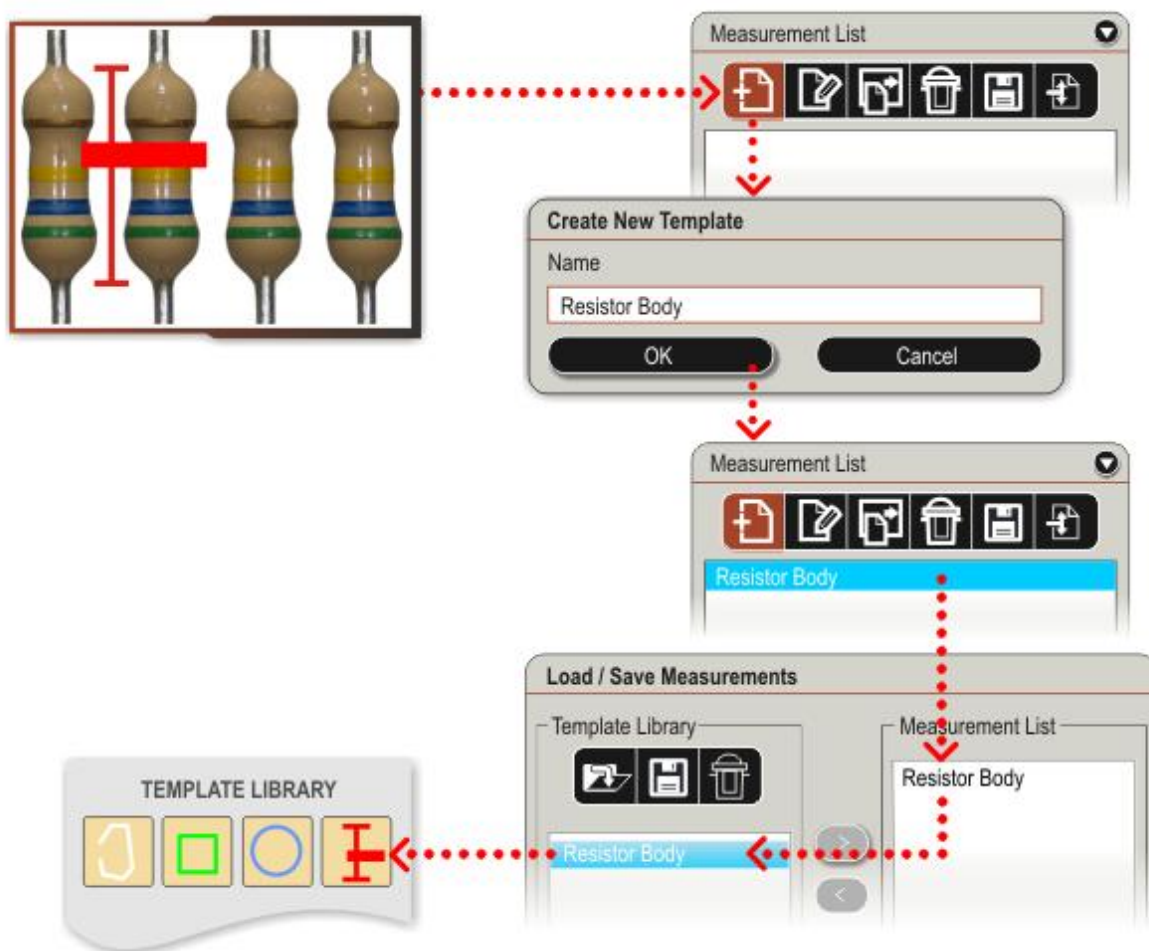 Measurement List
Create New Template
Name
Resistor Body
OK Cancel
Measurement List
Resistor Body
Load / Save Measurements
Template Library Measurement List
Resistor Body
TEMPLATE LIBRARY
Resistor Body >
<